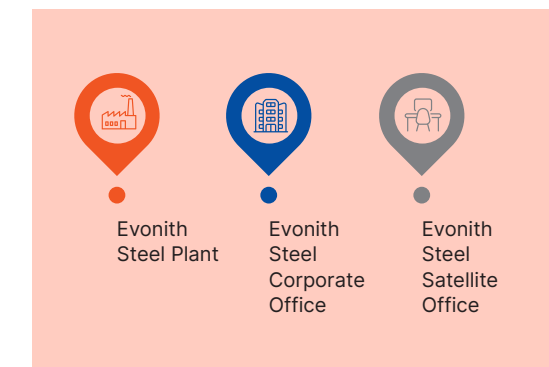 Evonith
Steel Plant
Evonith
Steel
Corporate
Office
Evonith
Steel
Satellite
Office